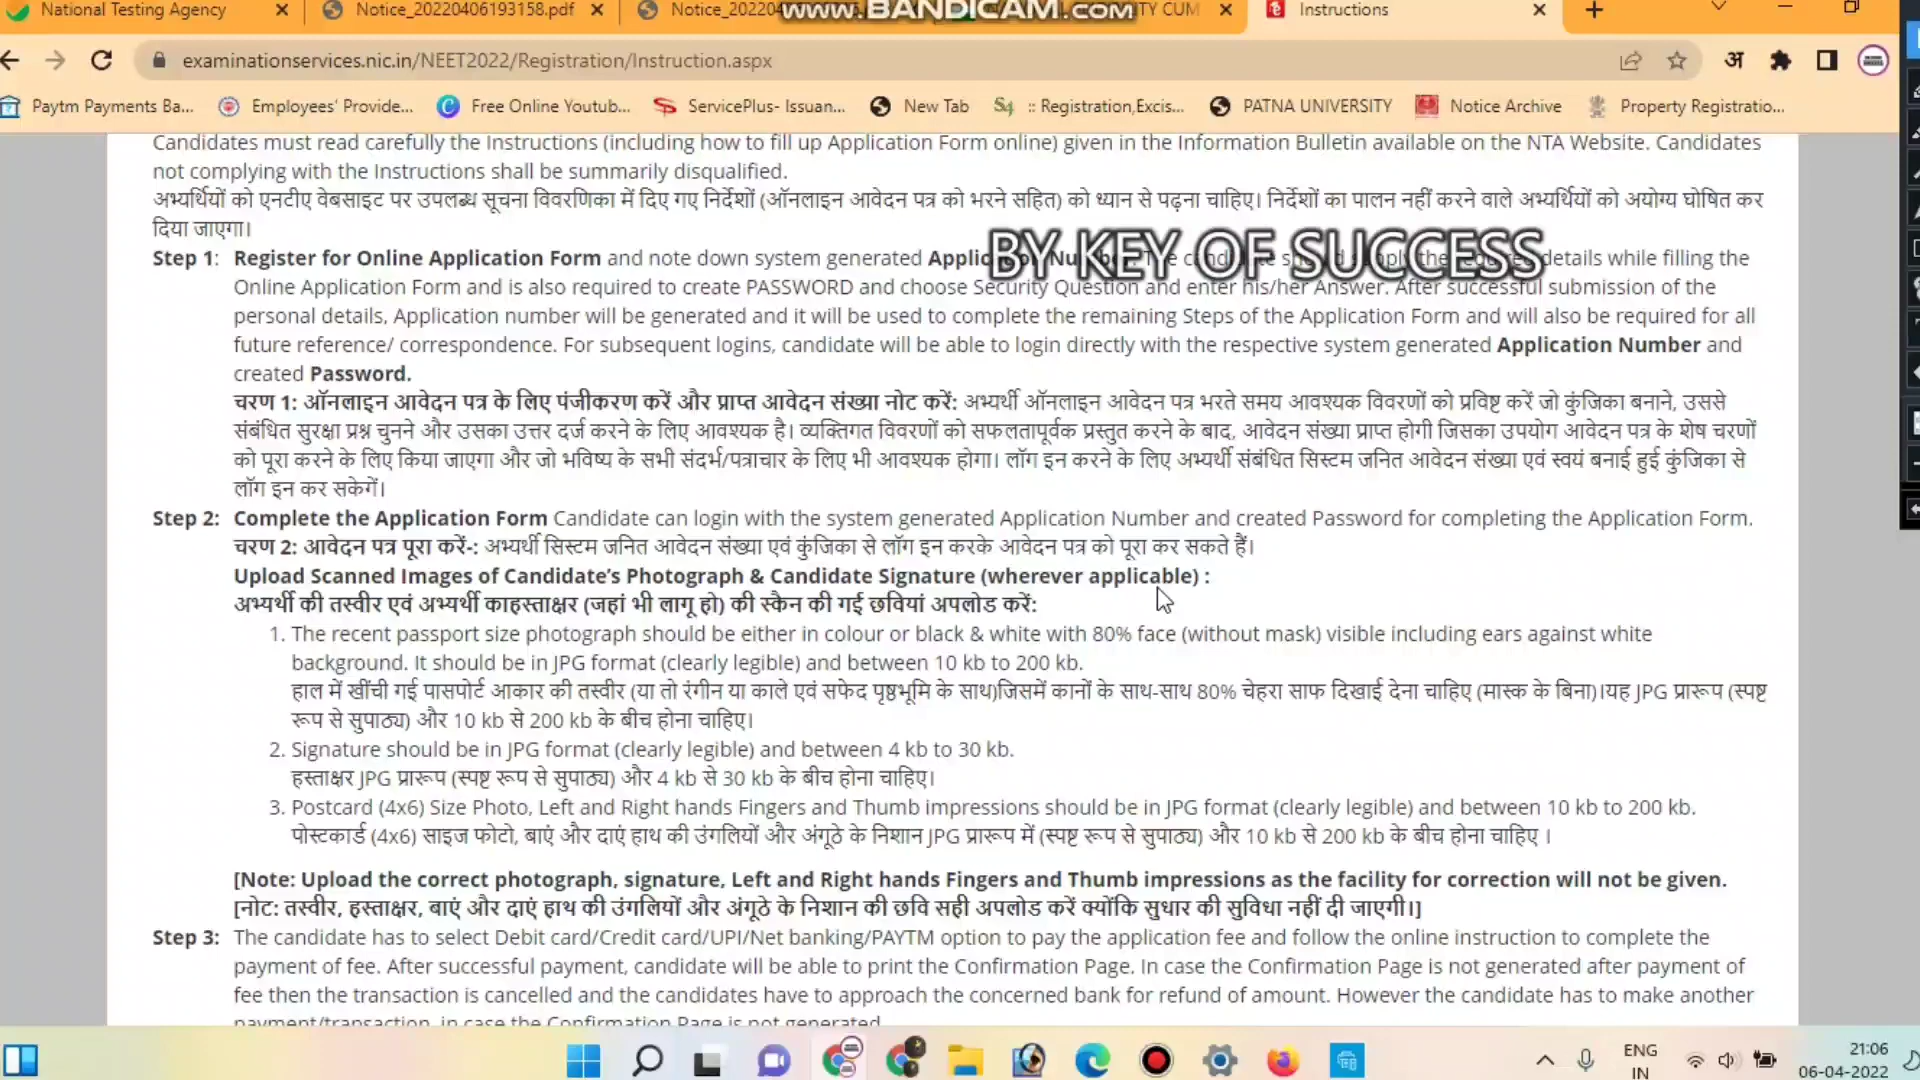 National Testing Agency
Notice_20220406193158.pdf
Notice_202204
ITY CUM
Instructions
www.BANDICAM.com
examinationservices.nic.in/NEET2022/Registration/Instruction.aspx
अ
Paytm Payments Ba...
Employees' Provide...
Free Online Youtub...
ServicePlus- Issuan...
New Tab
:: Registration,Excis...
PATNA UNIVERSITY
Notice Archive
Property Registratio...
Candidates must read carefully the Instructions (including how to fill up Application Form online) given in the Information Bulletin available on the NTA Website. Candidates
not complying with the Instructions shall be summarily disqualified.
अभ्यर्थियों को एनटीए वेबसाइट पर उपलब्ध सूचना विवरणिका में दिए गए निर्देशों (ऑनलाइन आवेदन पत्र को भरने सहित) को ध्यान से पढ़ना चाहिए। निर्देशों का पालन नहीं करने वाले अभ्यर्थियों को अयोग्य घोषित कर
दिया जाएगा।
BY KEY OF SUCCESS
Step 1: Register for Online Application Form and note down system generated Application Number. The candidate should supply the required details while filling the
Online Application Form and is also required to create PASSWORD and choose Security Question and enter his/her Answer. After successful submission of the
personal details, Application number will be generated and it will be used to complete the remaining Steps of the Application Form and will also be required for all
future reference/ correspondence. For subsequent logins, candidate will be able to login directly with the respective system generated Application Number and
created Password.
चरण 1: ऑनलाइन आवेदन पत्र के लिए पंजीकरण करें और प्राप्त आवेदन संख्या नोट करें: अभ्यर्थी ऑनलाइन आवेदन पत्र भरते समय आवश्यक विवरणों को प्रविष्ट करें जो कुंजिका बनाने, उससे
संबंधित सुरक्षा प्रश्न चुनने और उसका उत्तर दर्ज करने के लिए आवश्यक है। व्यक्तिगत विवरणों को सफलतापूर्वक प्रस्तुत करने के बाद, आवेदन संख्या प्राप्त होगी जिसका उपयोग आवेदन पत्र के शेष चरणों
को पूरा करने के लिए किया जाएगा और जो भविष्य के सभी संदर्भ/पत्राचार के लिए भी आवश्यक होगा। लॉग इन करने के लिए अभ्यर्थी संबंधित सिस्टम जनित आवेदन संख्या एवं स्वयं बनाई हुई कुंजिका से
लॉग इन कर सकेगें।
Step 2: Complete the Application Form Candidate can login with the system generated Application Number and created Password for completing the Application Form.
चरण 2: आवेदन पत्र पूरा करें-: अभ्यर्थी सिस्टम जनित आवेदन संख्या एवं कुंजिका से लॉग इन करके आवेदन पत्र को पूरा कर सकते हैं।
Upload Scanned Images of Candidate's Photograph & Candidate Signature (wherever applicable) :
अभ्यर्थी की तस्वीर एवं अभ्यर्थी काहस्ताक्षर (जहां भी लागू हो) की स्कैन की गई छवियां अपलोड करें:
1. The recent passport size photograph should be either in colour or black & white with 80% face (without mask) visible including ears against white
background. It should be in JPG format (clearly legible) and between 10 kb to 200 kb.
हाल में खींची गई पासपोर्ट आकार की तस्वीर (या तो रंगीन या काले एवं सफेद पृष्ठभूमि के साथ)जिसमें कानों के साथ-साथ 80% चेहरा साफ दिखाई देना चाहिए (मास्क के बिना)।यह JPG प्रारूप (स्पष्ट
रूप से सुपाठ्य) और 10 kb से 200 kb के बीच होना चाहिए।
2. Signature should be in JPG format (clearly legible) and between 4 kb to 30 kb.
हस्ताक्षर JPG प्रारूप (स्पष्ट रूप से सुपाठ्य) और 4 kb से 30 kb के बीच होना चाहिए।
3. Postcard (4x6) Size Photo, Left and Right hands Fingers and Thumb impressions should be in JPG format (clearly legible) and between 10 kb to 200 kb.
पोस्टकार्ड (4x6) साइज फोटो, बाएं और दाएं हाथ की उंगलियों और अंगूठे के निशान JPG प्रारूप में (स्पष्ट रूप से सुपाठ्य) और 10 kb से 200 kb के बीच होना चाहिए ।
[Note: Upload the correct photograph, signature, Left and Right hands Fingers and Thumb impressions as the facility for correction will not be given.
[नोट: तस्वीर, हस्ताक्षर, बाएं और दाएं हाथ की उंगलियों और अंगूठे के निशान की छवि सही अपलोड करें क्योंकि सुधार की सुविधा नहीं दी जाएगी।]
Step 3: The candidate has to select Debit card/Credit card/UPI/Net banking/PAYTM option to pay the application fee and follow the online instruction to complete the
payment of fee. After successful payment, candidate will be able to print the Confirmation Page. In case the Confirmation Page is not generated after payment of
fee then the transaction is cancelled and the candidates have to approach the concerned bank for refund of amount. However the candidate has to make another
payment/transaction, in case the Confirmation Page is not generated.
ENG
IN
21:06
06-04-2022